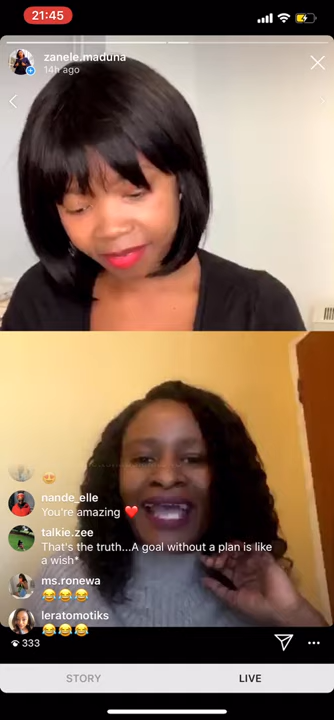 21:45
zanele.maduna
14h ago
nande_elle
You're amazing ❤️
talkie.zee
That's the truth...A goal without a plan is like
a wish*
ms.ronewa
😂😂😂
leratomotiks
😂😂😂
333
STORY
LIVE